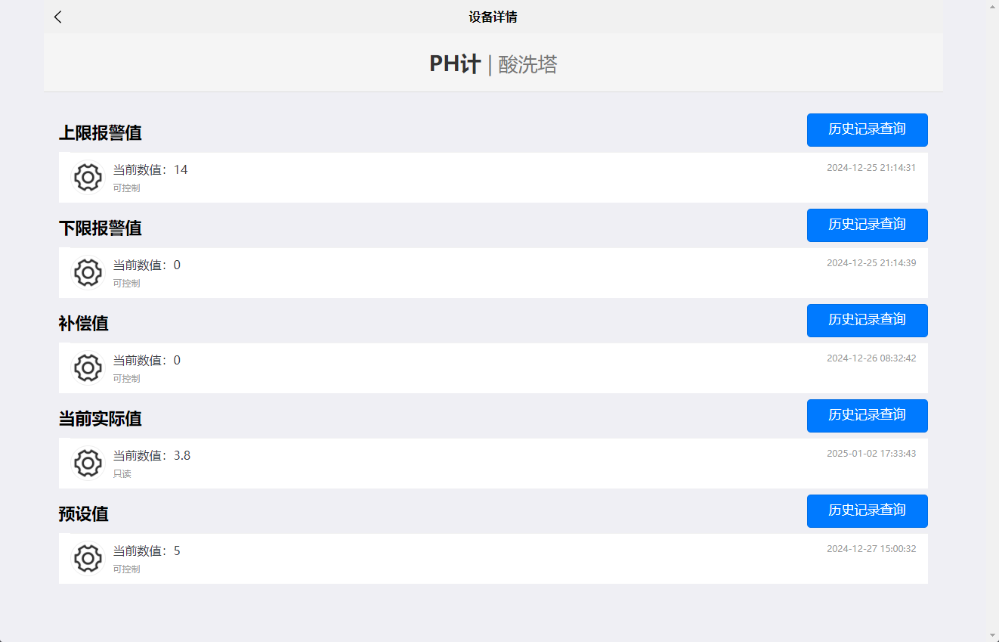 设备详情
PH计 | 酸洗塔
上限报警值 历史记录查询
当前数值：14 2024-12-25 21:14:31
可控制
下限报警值 历史记录查询
当前数值：0 2024-12-25 21:14:39
可控制
补偿值 历史记录查询
当前数值：0 2024-12-26 08:32:42
可控制
当前实际值 历史记录查询
当前数值：3.8 2025-01-02 17:33:43
只读
预设值 历史记录查询
当前数值：5 2024-12-27 15:00:32
可控制